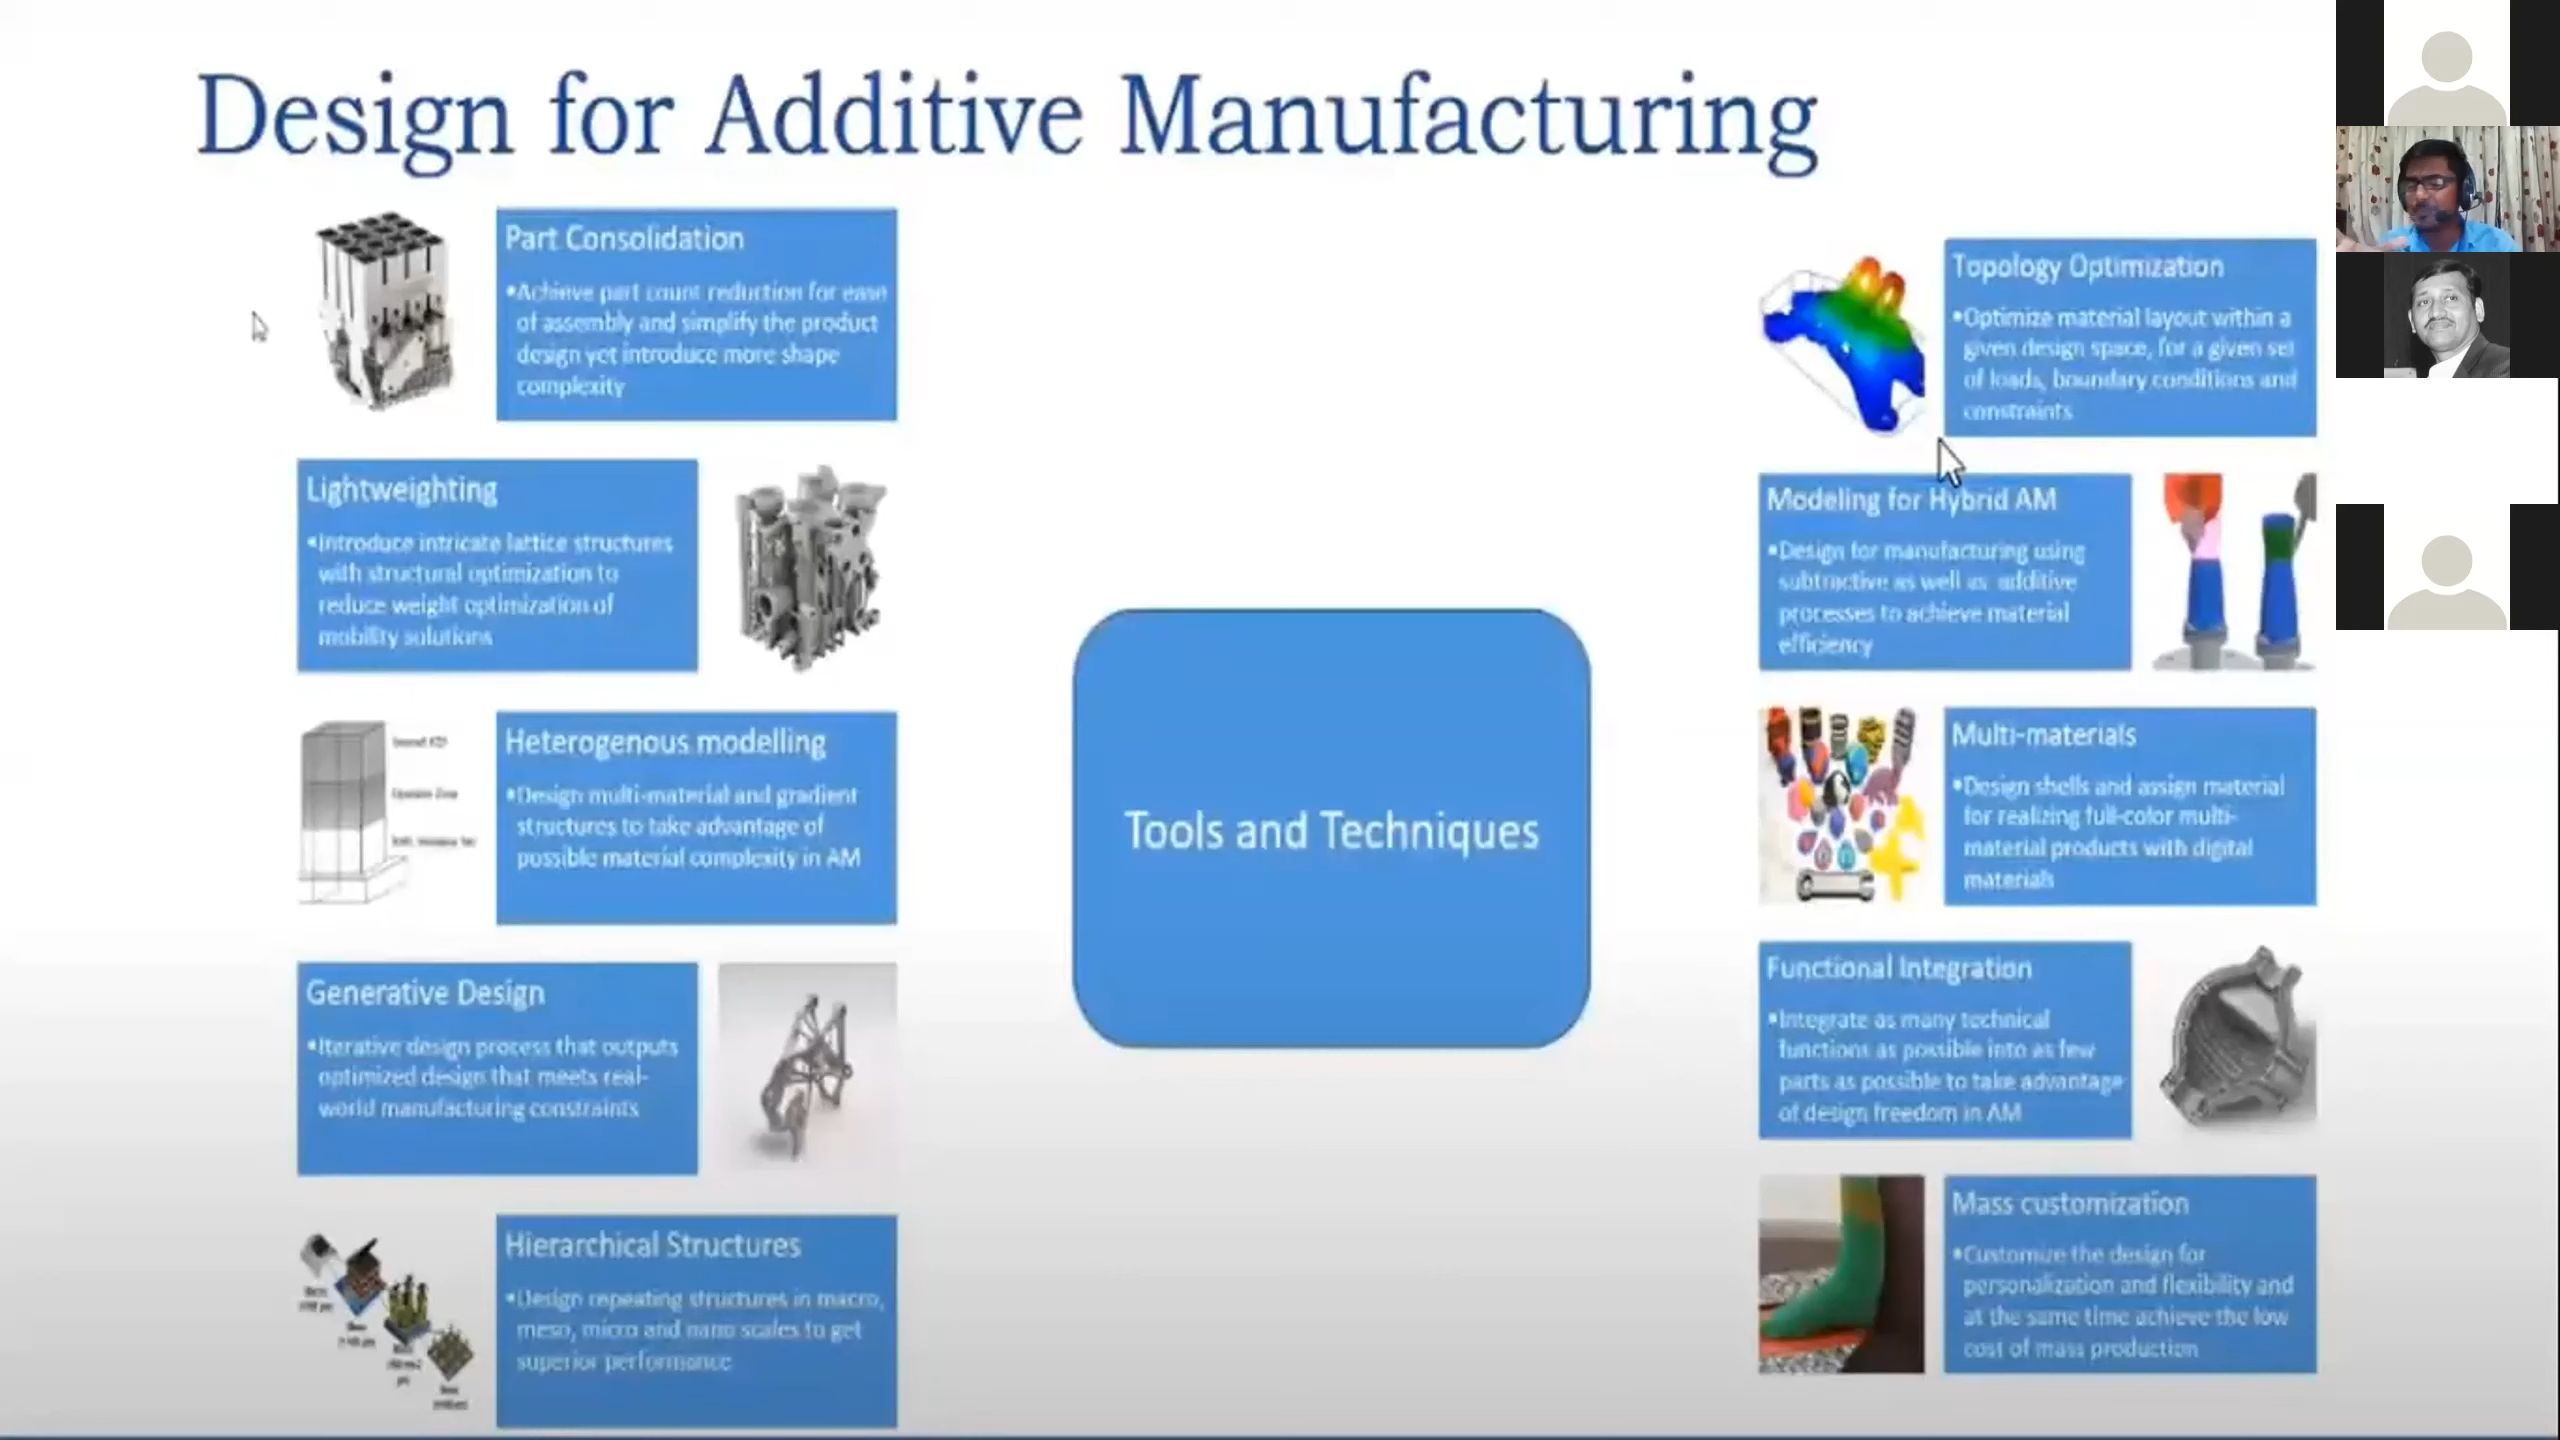 Design for Additive Manufacturing
Part Consolidation
•Achieve part count reduction for ease
of assembly and simplify the product
design yet introduce more shape
complexity
Lightweighting
•Introduce intricate lattice structures
with structural optimization to
reduce weight optimization of
mobility solutions
Heterogenous modelling
•Design multi-material and gradient
structures to take advantage of
possible material complexity in AM
Generative Design
•Iterative design process that outputs
optimized design that meets real-
world manufacturing constraints
Hierarchical Structures
•Design repeating structures in macro,
meso, micro and nano scales to get
superior performance
Tools and Techniques
Topology Optimization
•Optimize material layout within a
given design space, for a given set
of loads, boundary conditions and
constraints
Modeling for Hybrid AM
•Design for manufacturing using
subtractive as well as additive
processes to achieve material
efficiency
Multi-materials
•Design shells and assign material
for realizing full-color multi-
material products with digital
materials
Functional Integration
•Integrate as many technical
functions as possible into as few
parts as possible to take advantage
of design freedom in AM
Mass customization
•Customize the design for
personalization and flexibility and
at the same time achieve the low
cost of mass production